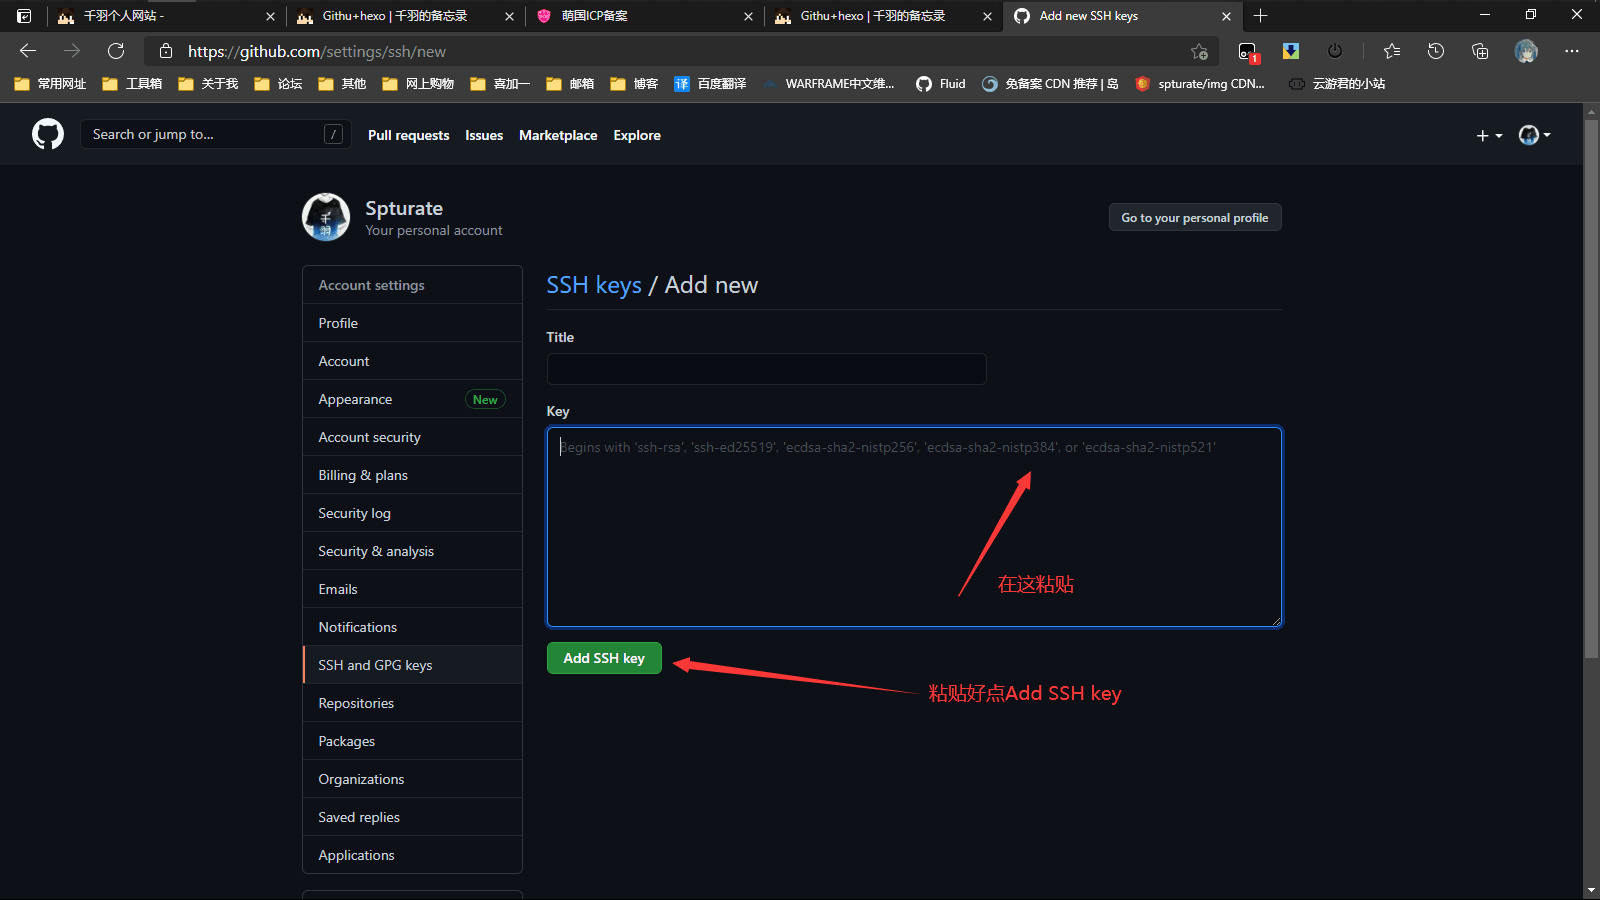 千羽个人网站 -
Githu+hexo | 千羽的备忘录
萌国ICP备案
Githu+hexo | 千羽的备忘录
Add new SSH keys
https://github.com/settings/ssh/new
1
常用网址
工具箱
关于我
论坛
其他
网上购物
喜加一
邮箱
博客
译 百度翻译
WARFRAME中文维...
Fluid
免备案 CDN 推荐 | 岛
spturate/img CDN...
云游君的小站
Search or jump to...
/
Pull requests
Issues
Marketplace
Explore
千羽
Spturate
Your personal account
Go to your personal profile
Account settings
Profile
Account
Appearance New
Account security
Billing & plans
Security log
Security & analysis
Emails
Notifications
SSH and GPG keys
Repositories
Packages
Organizations
Saved replies
Applications
SSH keys / Add new
Title
Key
Begins with 'ssh-rsa', 'ssh-ed25519', 'ecdsa-sha2-nistp256', 'ecdsa-sha2-nistp384', or 'ecdsa-sha2-nistp521'
在这粘贴
Add SSH key
粘贴好点Add SSH key